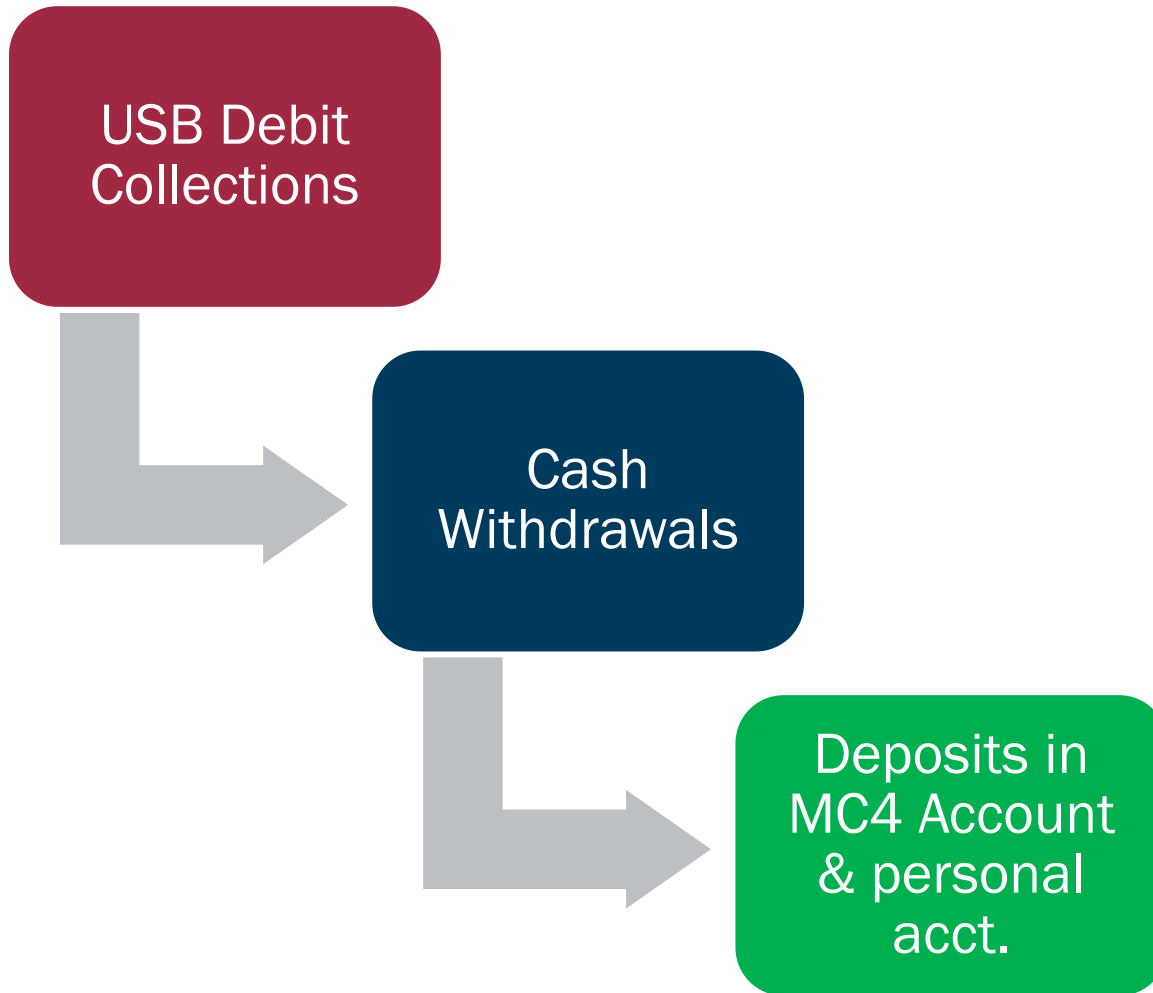 USB Debit
Collections
Cash
Withdrawals
Deposits in
MC4 Account
& personal
acct.